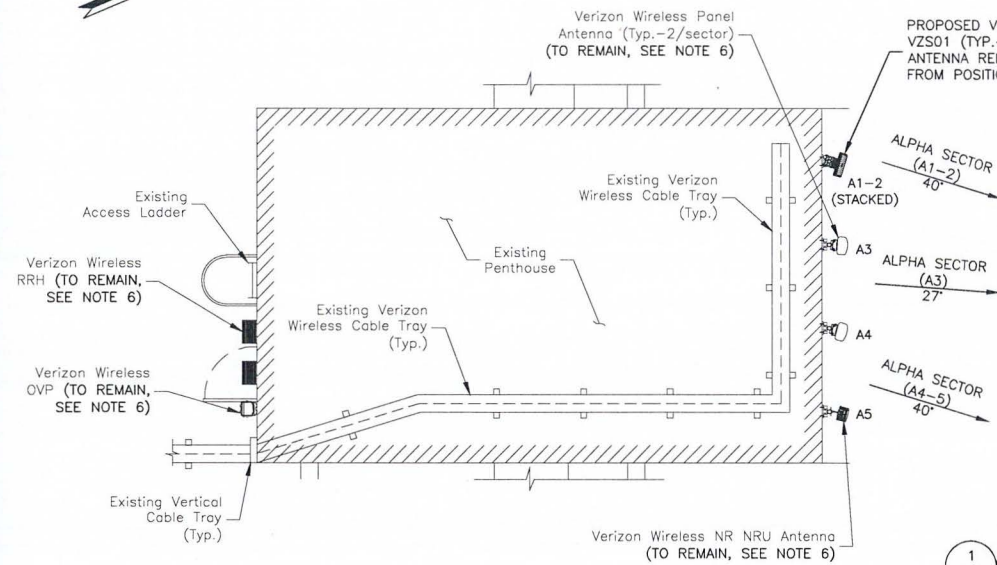 Verizon Wireless Panel
Antenna (Typ.-2/sector)
(TO REMAIN, SEE NOTE 6)
PROPOSED V
VZS01 (TYP.-
ANTENNA RE
FROM POSITI
ALPHA SECTOR
(A1-2)
40°
A1-2
(STACKED)
Existing Verizon
Wireless Cable Tray
(Typ.)
Existing
Access Ladder
A3
Existing
Penthouse
ALPHA SECTOR
(A3)
27°
Verizon Wireless
RRH (TO REMAIN,
SEE NOTE 6)
Existing Verizon
Wireless Cable Tray
(Typ.)
A4
Verizon Wireless
OVP (TO REMAIN,
SEE NOTE 6)
ALPHA SECTOR
(A4-5)
40°
A5
Existing Vertical
Cable Tray
(Typ.)
Verizon Wireless NR NRU Antenna
(TO REMAIN, SEE NOTE 6)
1